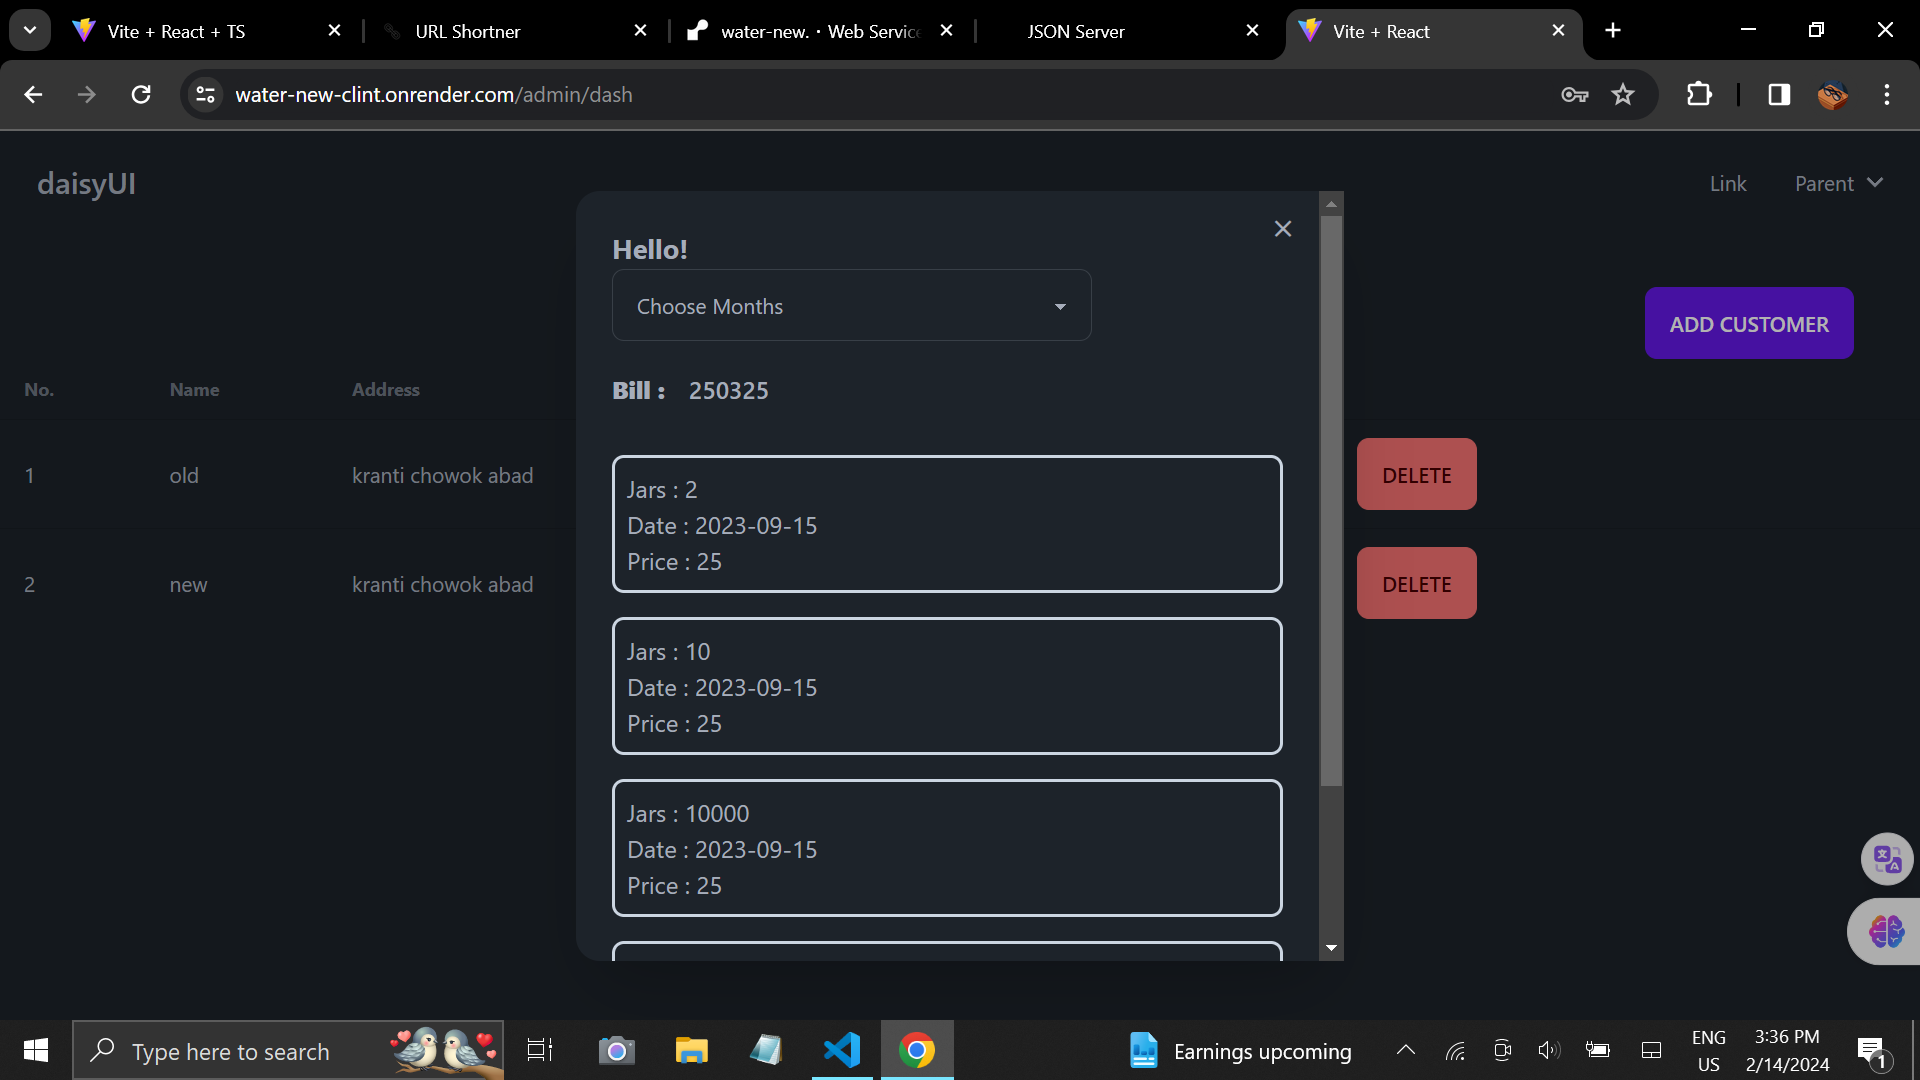 Vite + React + TS
URL Shortner
water-new. · Web Service
JSON Server
Vite + React
water-new-clint.onrender.com/admin/dash
daisyUI
Link
Parent
Hello!
Choose Months
ADD CUSTOMER
No.
Name
Address
Bill : 250325
1
old
kranti chowok abad
DELETE
Jars : 2
Date : 2023-09-15
Price : 25
2
new
kranti chowok abad
DELETE
Jars : 10
Date : 2023-09-15
Price : 25
Jars : 10000
Date : 2023-09-15
Price : 25
Type here to search
Earnings upcoming
ENG
US
3:36 PM
2/14/2024
1